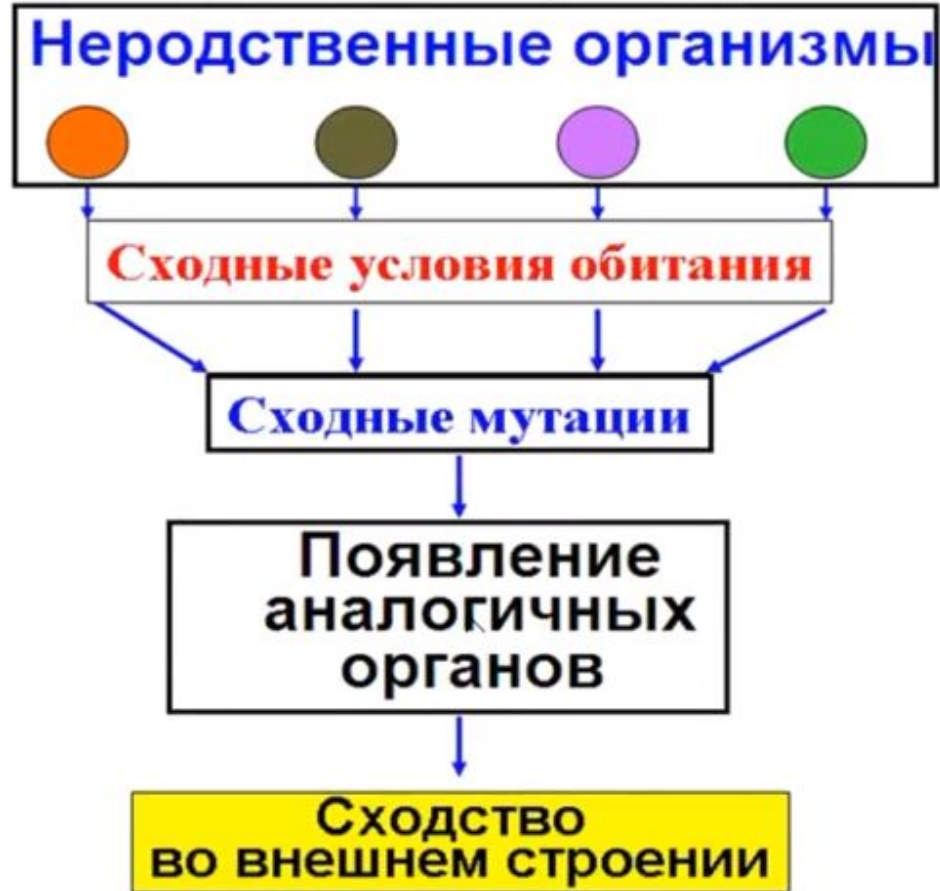 Неродственные организмы
Сходные условия обитания
Сходные мутации
Появление
аналогичных
органов
Сходство
во внешнем строении